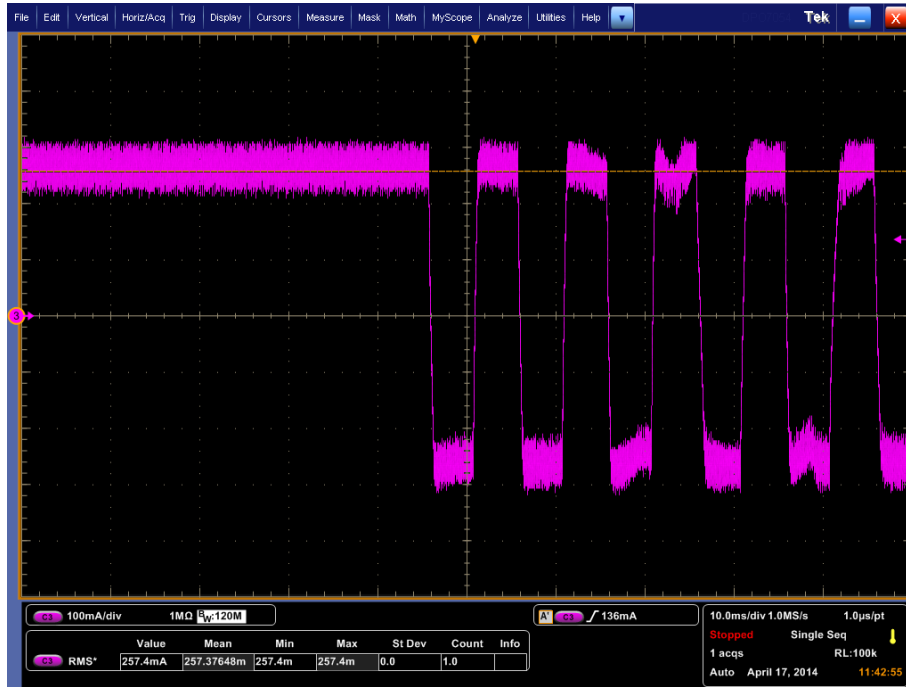 File Edit Vertical Horiz/Acq Trig Display Cursors Measure Mask Math MyScope Analyze Utilities Help Tek X
3
C3 100mA/div 1MΩ BW:120M
A' C3 136mA
10.0ms/div 1.0MS/s 1.0µs/pt
Stopped Single Seq
1 acqs RL:100k
Auto April 17, 2014 11:42:55
Value Mean Min Max St Dev Count Info
C3 RMS* 257.4mA 257.37648m 257.4m 257.4m 0.0 1.0